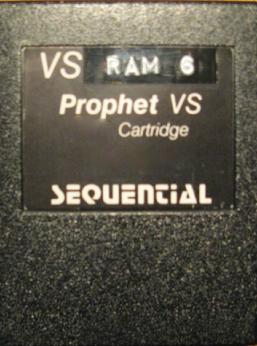 VS RAM 6
Prophet VS
Cartridge
SEQUENTIAL